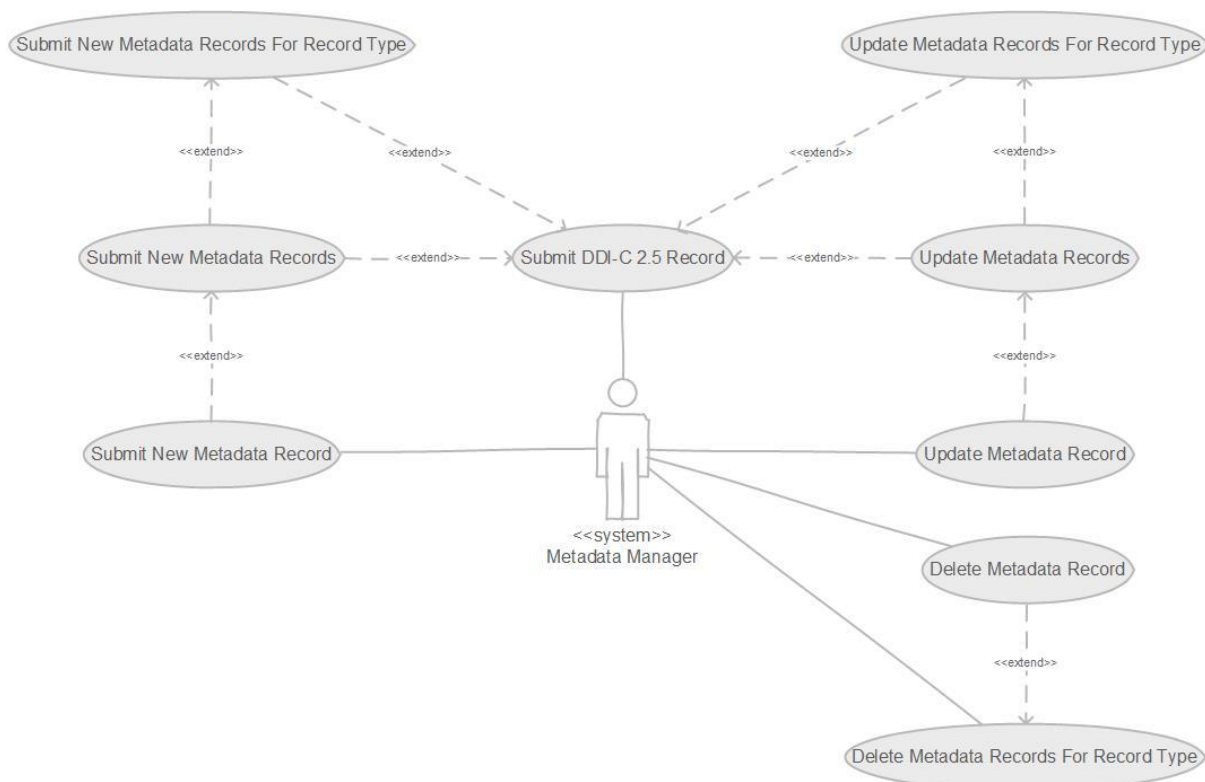 Submit New Metadata Records For Record Type
Update Metadata Records For Record Type
<<extend>>
<<extend>>
<<extend>>
<<extend>>
Submit New Metadata Records
<<extend>>
Submit DDI-C 2.5 Record
<<extend>>
Update Metadata Records
<<extend>>
<<extend>>
Submit New Metadata Record
Update Metadata Record
<<system>>
Metadata Manager
Delete Metadata Record
<<extend>>
Delete Metadata Records For Record Type